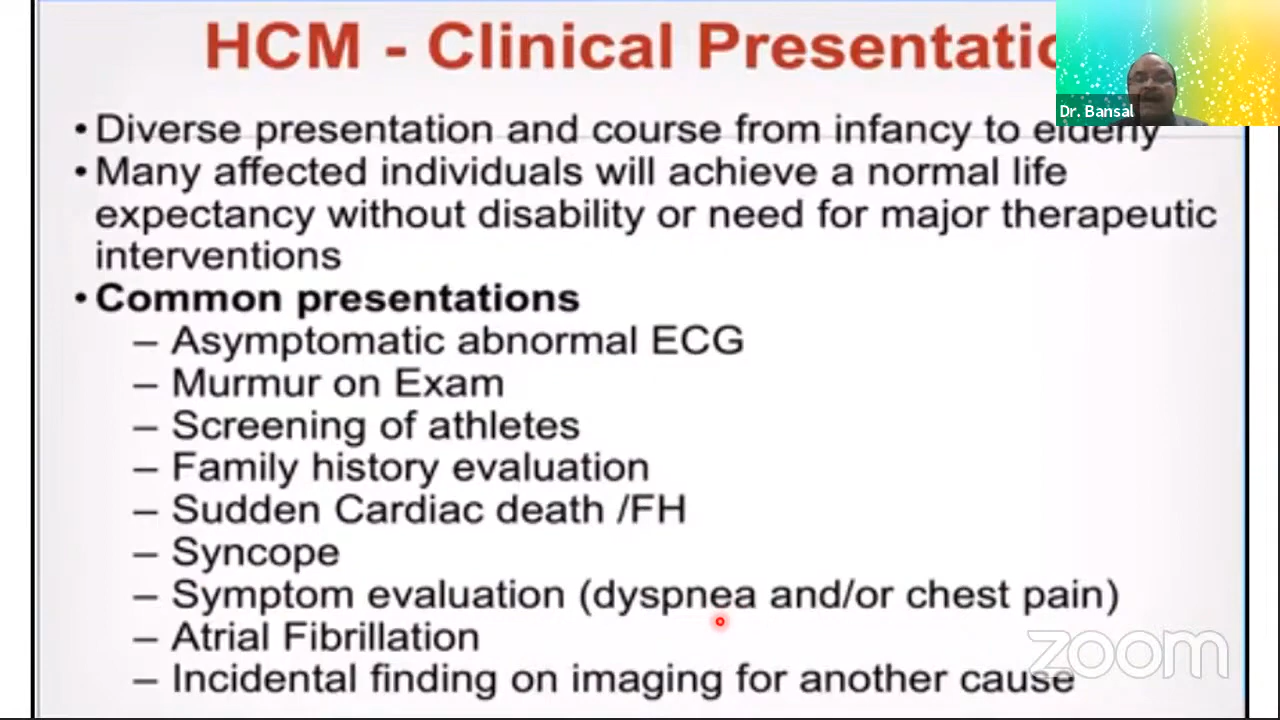 HCM - Clinical Presentatio
Dr. Bansal
• Diverse presentation and course from infancy to elderly
• Many affected individuals will achieve a normal life
expectancy without disability or need for major therapeutic
interventions
• Common presentations
– Asymptomatic abnormal ECG
– Murmur on Exam
– Screening of athletes
– Family history evaluation
– Sudden Cardiac death /FH
– Syncope
– Symptom evaluation (dyspnea and/or chest pain)
– Atrial Fibrillation
– Incidental finding on imaging for another cause
zoom